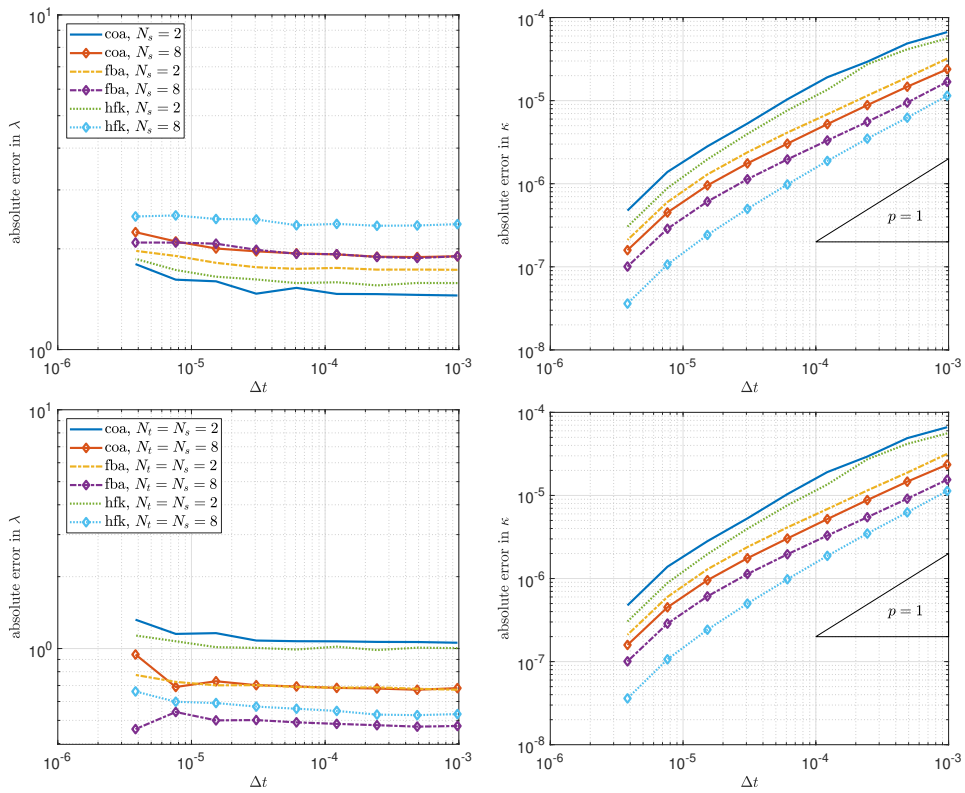 10^1
coa, N_s = 2
coa, N_s = 8
fba, N_s = 2
fba, N_s = 8
hfk, N_s = 2
hfk, N_s = 8
absolute error in λ
10^0
10^-6
10^-5
10^-4
10^-3
Δt
10^-4
10^-5
10^-6
10^-7
10^-8
absolute error in κ
p = 1
10^-6
10^-5
10^-4
10^-3
Δt
10^1
coa, N_t = N_s = 2
coa, N_t = N_s = 8
fba, N_t = N_s = 2
fba, N_t = N_s = 8
hfk, N_t = N_s = 2
hfk, N_t = N_s = 8
absolute error in λ
10^0
10^-6
10^-5
10^-4
10^-3
Δt
10^-4
10^-5
10^-6
10^-7
10^-8
absolute error in κ
p = 1
10^-6
10^-5
10^-4
10^-3
Δt